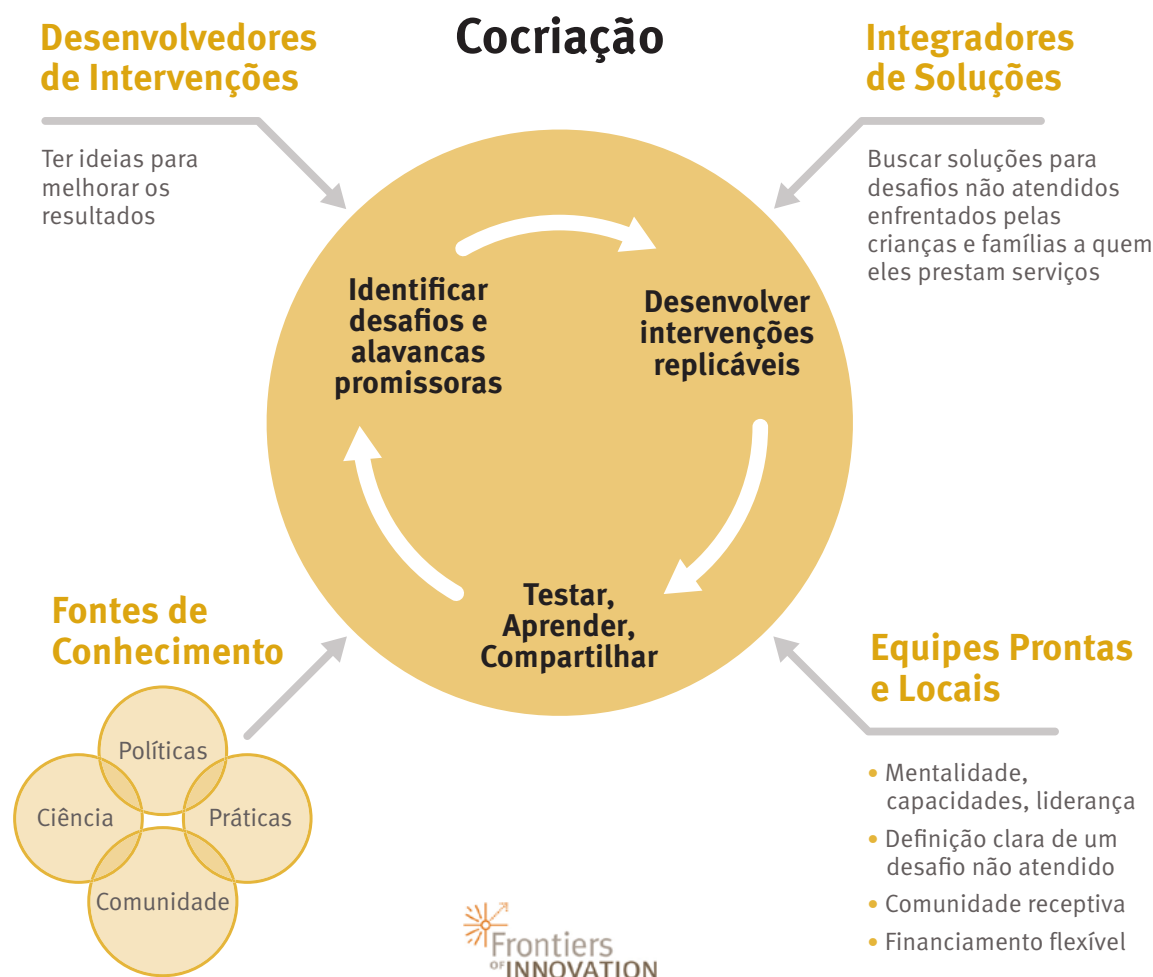 Cocriação
Desenvolvedores
de Intervenções
Ter ideias para
melhorar os
resultados
Integradores
de Soluções
Buscar soluções para
desafios não atendidos
enfrentados pelas
crianças e famílias a quem
eles prestam serviços
Identificar
desafios e
alavancas
promissoras
Desenvolver
intervenções
replicáveis
Testar,
Aprender,
Compartilhar
Fontes de
Conhecimento
Políticas
Ciência
Práticas
Comunidade
Equipes Prontas
e Locais
• Mentalidade,
capacidades, liderança
• Definição clara de um
desafio não atendido
• Comunidade receptiva
• Financiamento flexível
Frontiers
OF INNOVATION